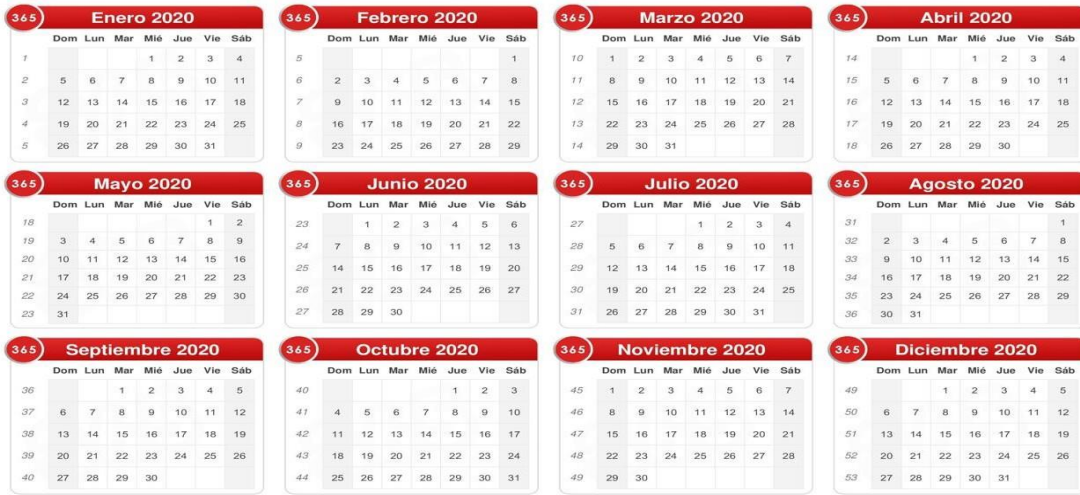 365 Enero 2020
Dom Lun Mar Mié Jue Vie Sáb
1 1 2 3 4
2 5 6 7 8 9 10 11
3 12 13 14 15 16 17 18
4 19 20 21 22 23 24 25
5 26 27 28 29 30 31
365 Febrero 2020
Dom Lun Mar Mié Jue Vie Sáb
5 1
6 2 3 4 5 6 7 8
7 9 10 11 12 13 14 15
8 16 17 18 19 20 21 22
9 23 24 25 26 27 28 29
365 Marzo 2020
Dom Lun Mar Mié Jue Vie Sáb
10 1 2 3 4 5 6 7
11 8 9 10 11 12 13 14
12 15 16 17 18 19 20 21
13 22 23 24 25 26 27 28
14 29 30 31
365 Abril 2020
Dom Lun Mar Mié Jue Vie Sáb
14 1 2 3 4
15 5 6 7 8 9 10 11
16 12 13 14 15 16 17 18
17 19 20 21 22 23 24 25
18 26 27 28 29 30
365 Mayo 2020
Dom Lun Mar Mié Jue Vie Sáb
18 1 2
19 3 4 5 6 7 8 9
20 10 11 12 13 14 15 16
21 17 18 19 20 21 22 23
22 24 25 26 27 28 29 30
23 31
365 Junio 2020
Dom Lun Mar Mié Jue Vie Sáb
23 1 2 3 4 5 6
24 7 8 9 10 11 12 13
25 14 15 16 17 18 19 20
26 21 22 23 24 25 26 27
27 28 29 30
365 Julio 2020
Dom Lun Mar Mié Jue Vie Sáb
27 1 2 3 4
28 5 6 7 8 9 10 11
29 12 13 14 15 16 17 18
30 19 20 21 22 23 24 25
31 26 27 28 29 30 31
365 Agosto 2020
Dom Lun Mar Mié Jue Vie Sáb
31 1
32 2 3 4 5 6 7 8
33 9 10 11 12 13 14 15
34 16 17 18 19 20 21 22
35 23 24 25 26 27 28 29
36 30 31
365 Septiembre 2020
Dom Lun Mar Mié Jue Vie Sáb
36 1 2 3 4 5
37 6 7 8 9 10 11 12
38 13 14 15 16 17 18 19
39 20 21 22 23 24 25 26
40 27 28 29 30
365 Octubre 2020
Dom Lun Mar Mié Jue Vie Sáb
40 1 2 3
41 4 5 6 7 8 9 10
42 11 12 13 14 15 16 17
43 18 19 20 21 22 23 24
44 25 26 27 28 29 30 31
365 Noviembre 2020
Dom Lun Mar Mié Jue Vie Sáb
45 1 2 3 4 5 6 7
46 8 9 10 11 12 13 14
47 15 16 17 18 19 20 21
48 22 23 24 25 26 27 28
49 29 30
365 Diciembre 2020
Dom Lun Mar Mié Jue Vie Sáb
49 1 2 3 4 5
50 6 7 8 9 10 11 12
51 13 14 15 16 17 18 19
52 20 21 22 23 24 25 26
53 27 28 29 30 31